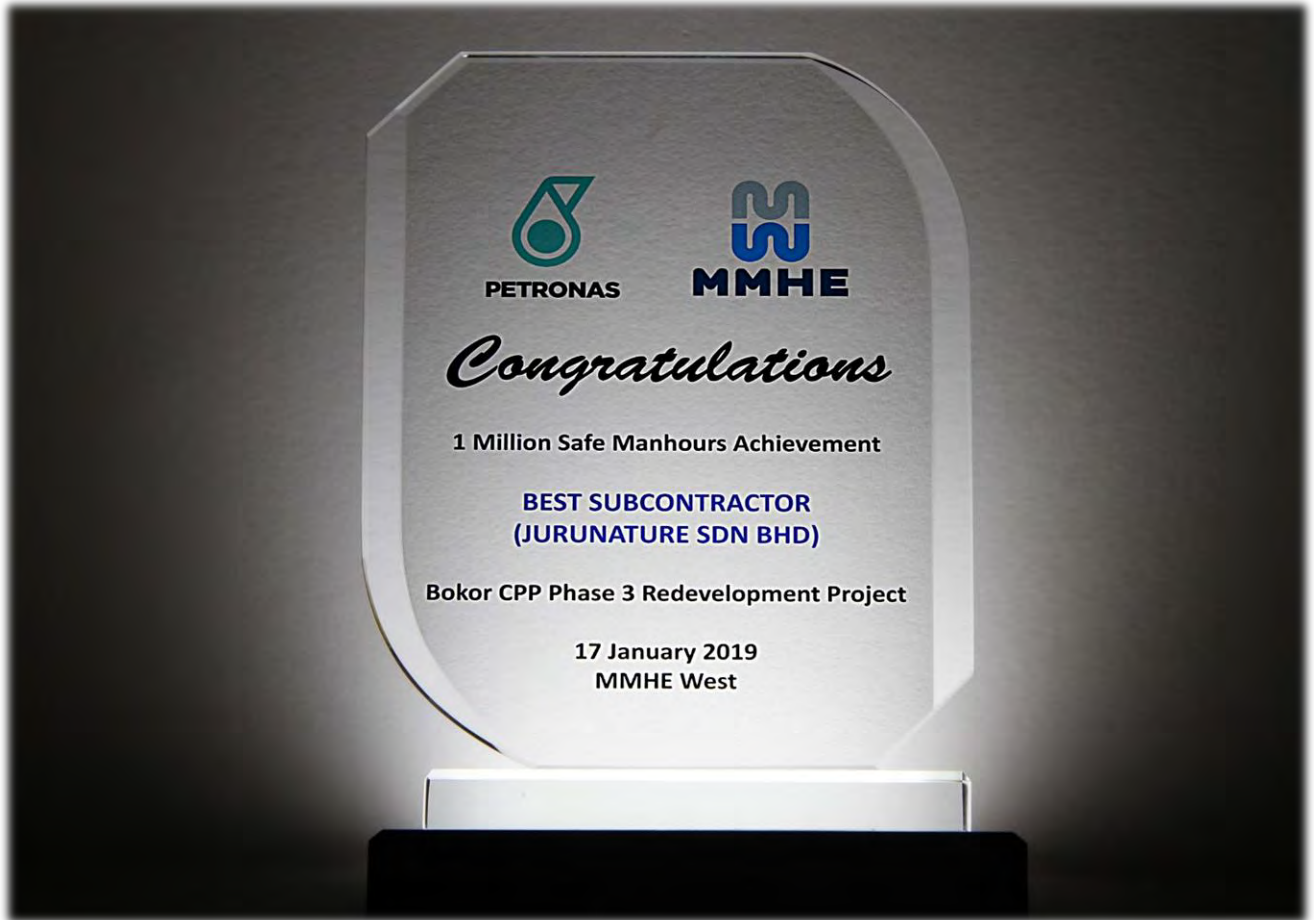 PETRONAS
MMHE
Congratulations
1 Million Safe Manhours Achievement
BEST SUBCONTRACTOR
(JURUNATURE SDN BHD)
Bokor CPP Phase 3 Redevelopment Project
17 January 2019
MMHE West